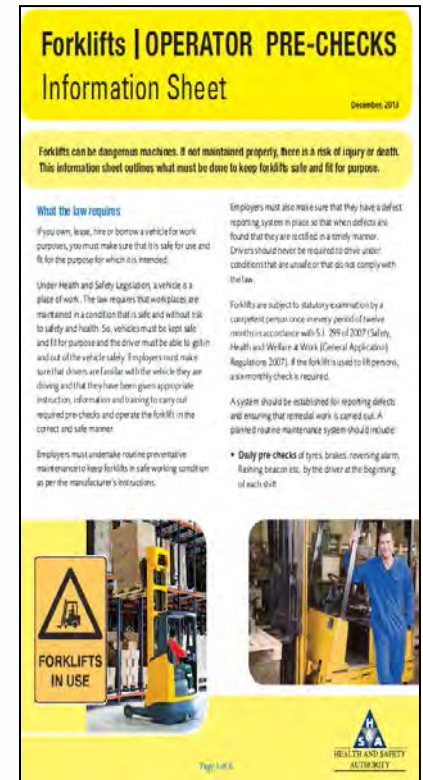 Forklifts | OPERATOR PRE-CHECKS
Information Sheet
December, 2013
Forklifts can be dangerous machines. If not maintained properly, there is a risk of injury or death.
This information sheet outlines what must be done to keep forklifts safe and fit for purpose.
What the law requires
If you own, lease, hire or borrow a vehicle for work
purposes, you must make sure that it is safe for use and
fit for the purpose for which it is intended.
Under Health and Safety Legislation, a vehicle is a
place of work. The law requires that workplaces are
maintained in a condition that is safe and without risk
to safety and health. So, vehicles must be kept safe
and fit for purpose and the driver must be able to get in
and out of the vehicle safely. Employers must make
sure that drivers are familiar with the vehicle they are
driving and that they have been given appropriate
instruction, information and training to carry out
required pre-checks and operate the forklift in the
correct and safe manner.
Employers must undertake routine preventative
maintenance to keep forklifts in safe working condition
as per the manufacturer's instructions.
Employers must also make sure that they have a defect
reporting system in place so that when defects are
found that they are rectified in a timely manner.
Drivers should never be required to drive under
conditions that are unsafe or that do not comply with
the law.
Forklifts are subject to statutory examination by a
competent person once in every period of twelve
months in accordance with S.I. 299 of 2007 (Safety,
Health and Welfare at Work (General Application)
Regulations 2007). If the forklift is used to lift persons,
a six monthly check is required.
A system should be established for reporting defects
and ensuring that remedial work is carried out. A
planned routine maintenance system should include:
• Daily pre checks of tyres, brakes, reversing alarm,
flashing beacon etc. by the driver at the beginning
of each shift
FORKLIFTS
IN USE
Page 1 of 6
HSA
HEALTH AND SAFETY
AUTHORITY